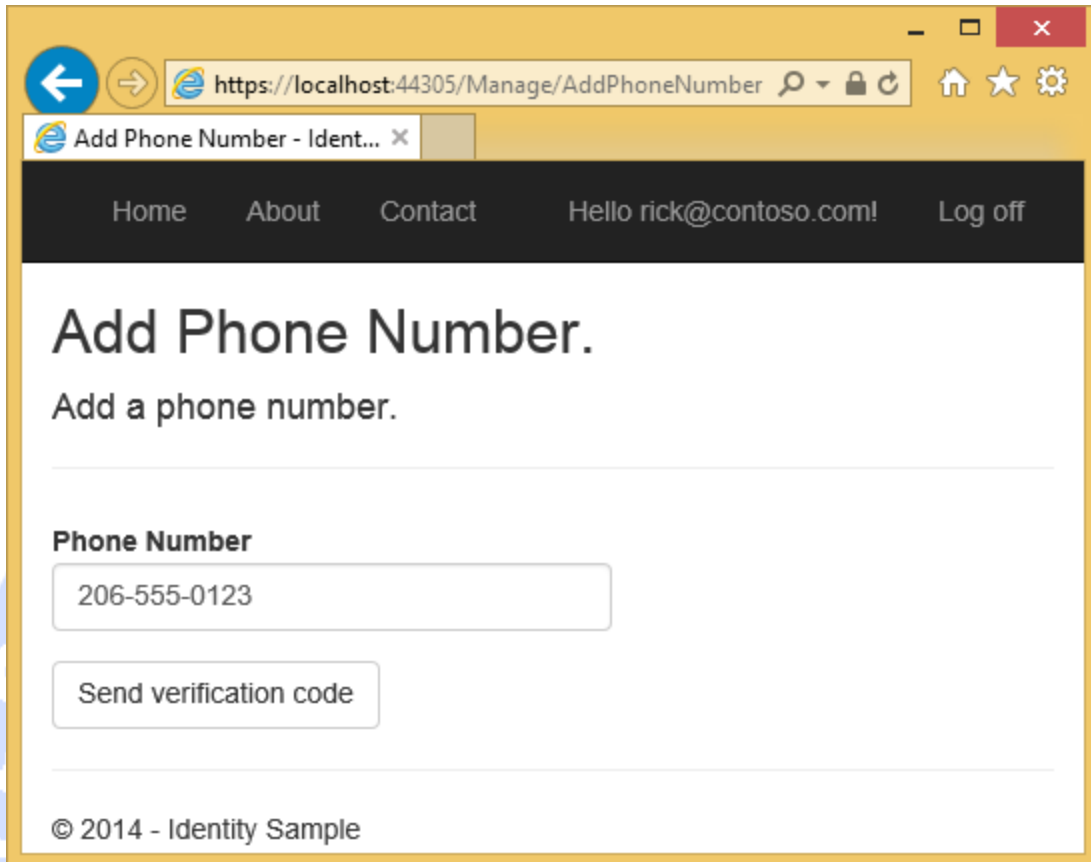 https://localhost:44305/Manage/AddPhoneNumber
Add Phone Number - Ident...
Home About Contact Hello rick@contoso.com! Log off
Add Phone Number.
Add a phone number.
Phone Number
206-555-0123
Send verification code
© 2014 - Identity Sample